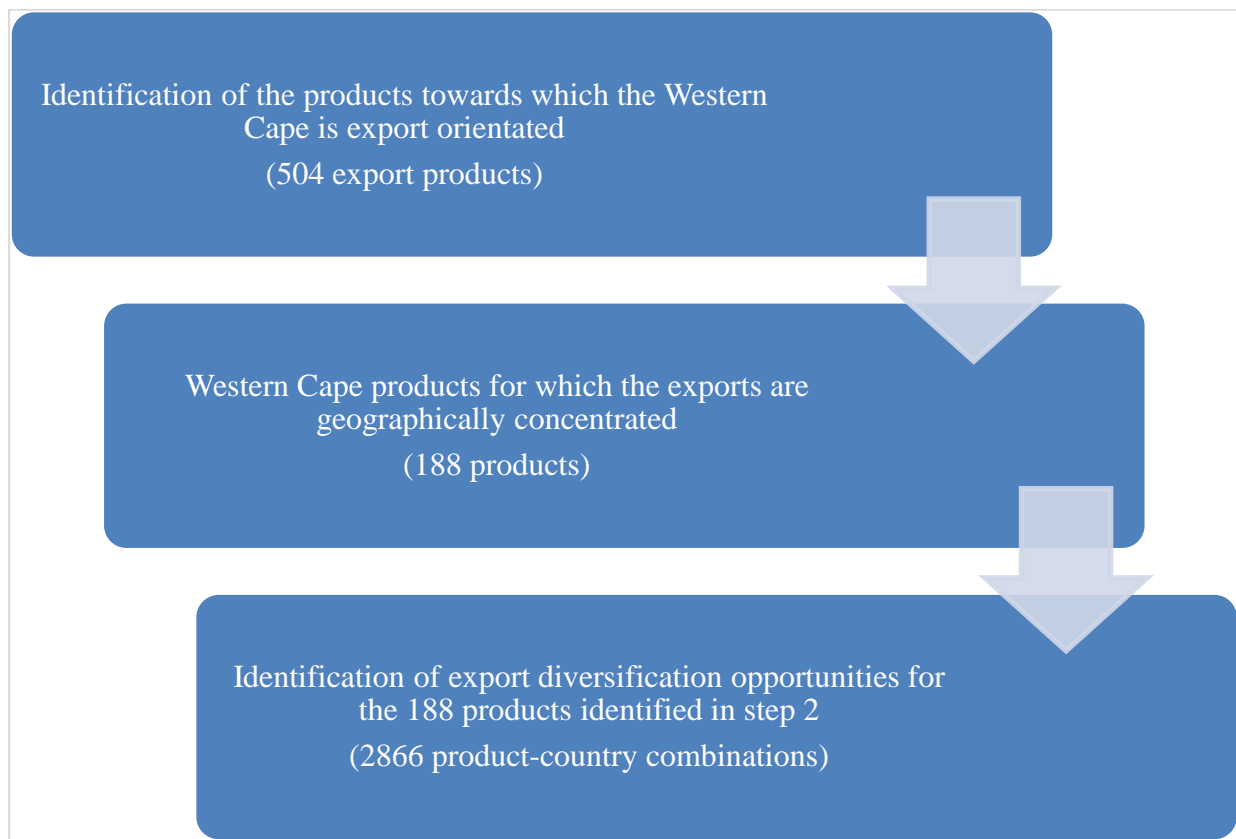 Identification of the products towards which the Western
Cape is export orientated
(504 export products)
Western Cape products for which the exports are
geographically concentrated
(188 products)
Identification of export diversification opportunities for
the 188 products identified in step 2
(2866 product-country combinations)